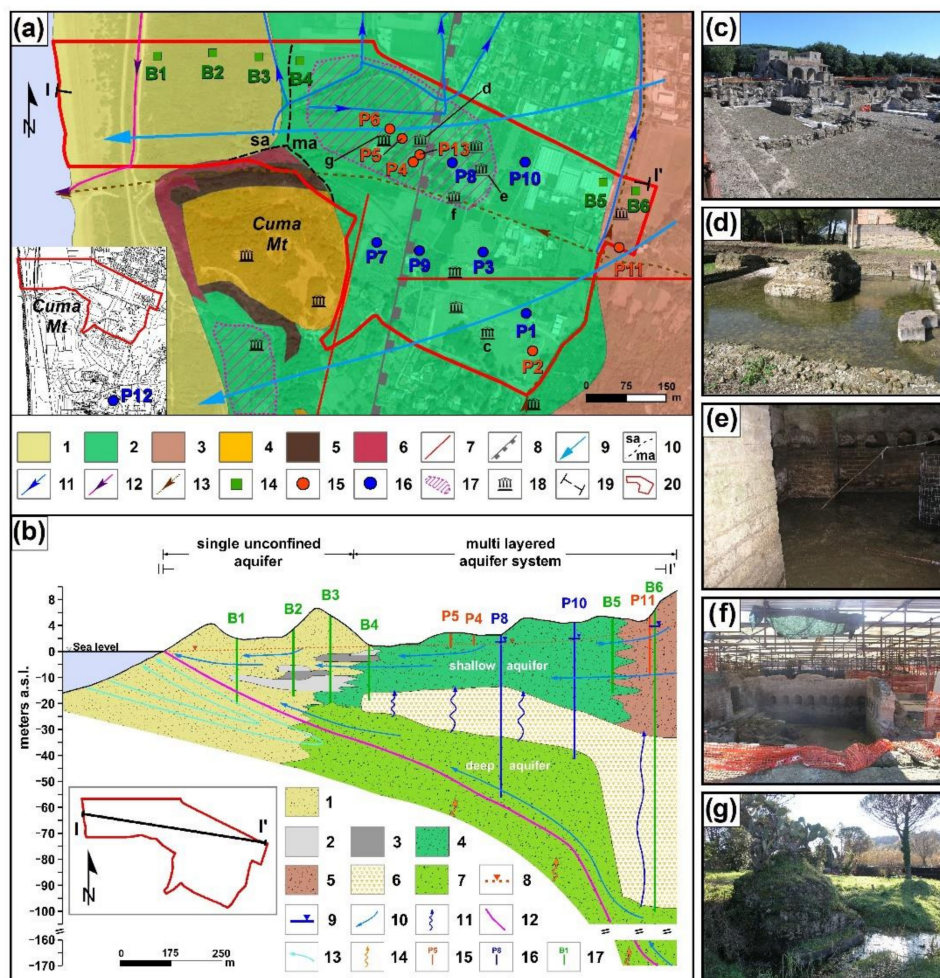 (a)
B1
B2
B3
B4
I
N
sa
ma
P6
d
P5
P13
g
P4
P8
P10
e
f
I'
B5
B6
Cuma
Mt
P7
P9
P3
P11
P1
c
P2
Cuma
Mt
P12
0 75 150
m
1 2 3 4 5 6 7 8 9 sa ma 10
11 12 13 14 15 16 17 18 19 20
(b)
single unconfined
aquifer
multi layered
aquifer system
I
I'
B3
B6
B2
P10
B5
P11
B1
B4
P5
P4
P8
8
4
0
-10
-20
-30
-40
-50
-60
-70
-80
-90
-100
-160
-170
meters a.s.l.
Sea level
shallow aquifer
deep aquifer
I
I'
N
0 175 250
m
1
2 3 4
5 6 7 8
9 10 11 12
P5 P8 B1
13 14 15 16 17
(c)
(d)
(e)
(f)
(g)